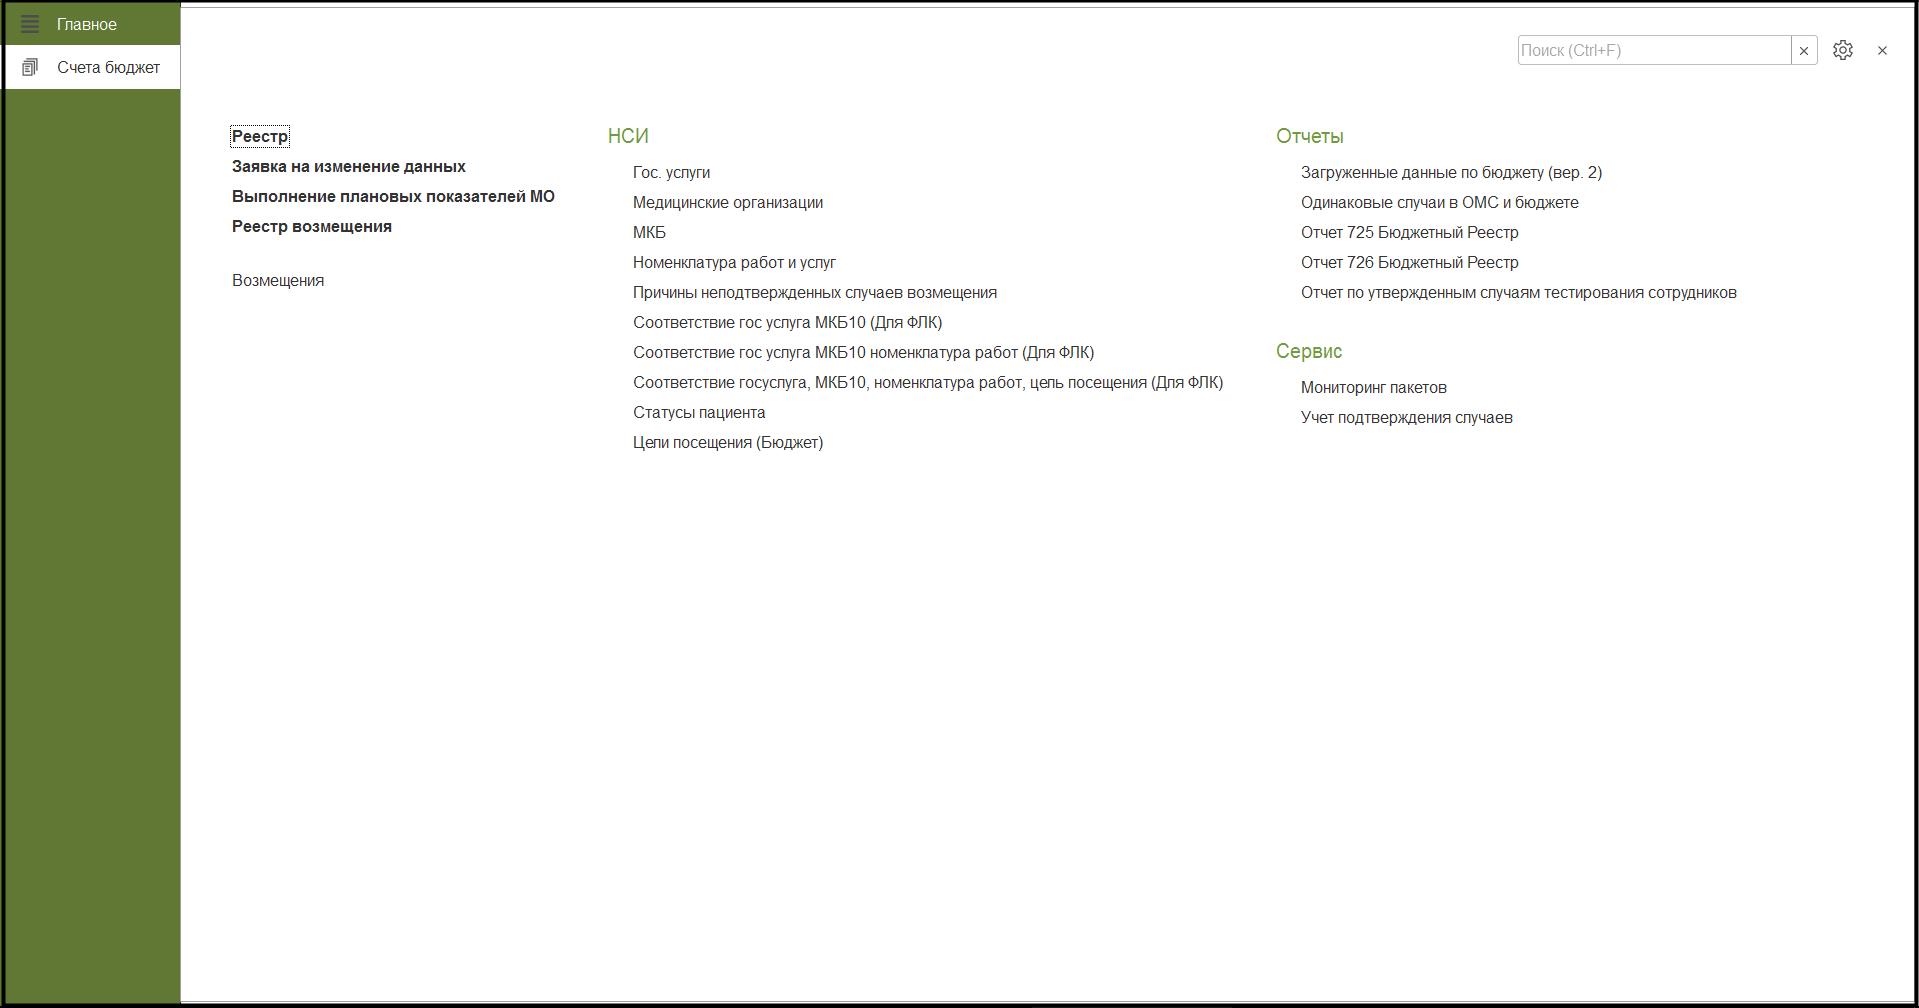 Главное
Счета бюджет
Поиск (Ctrl+F)
Реестр
Заявка на изменение данных
Выполнение плановых показателей МО
Реестр возмещения
Возмещения
НСИ
Гос. услуги
Медицинские организации
МКБ
Номенклатура работ и услуг
Причины неподтвержденных случаев возмещения
Соответствие гос услуга МКБ10 (Для ФЛК)
Соответствие гос услуга МКБ10 номенклатура работ (Для ФЛК)
Соответствие госуслуга, МКБ10, номенклатура работ, цель посещения (Для ФЛК)
Статусы пациента
Цели посещения (Бюджет)
Отчеты
Загруженные данные по бюджету (вер. 2)
Одинаковые случаи в ОМС и бюджете
Отчет 725 Бюджетный Реестр
Отчет 726 Бюджетный Реестр
Отчет по утвержденным случаям тестирования сотрудников
Сервис
Мониторинг пакетов
Учет подтверждения случаев